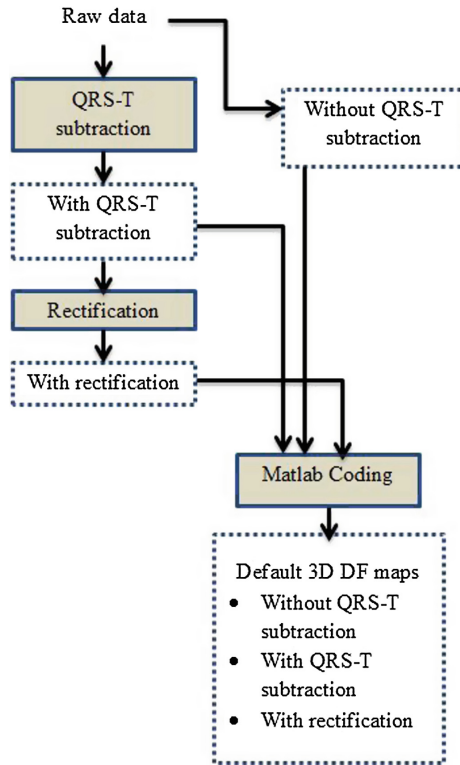 Raw data
QRS-T
subtraction
Without QRS-T
subtraction
With QRS-T
subtraction
Rectification
With rectification
Matlab Coding
Default 3D DF maps
• Without QRS-T
subtraction
• With QRS-T
subtraction
• With rectification